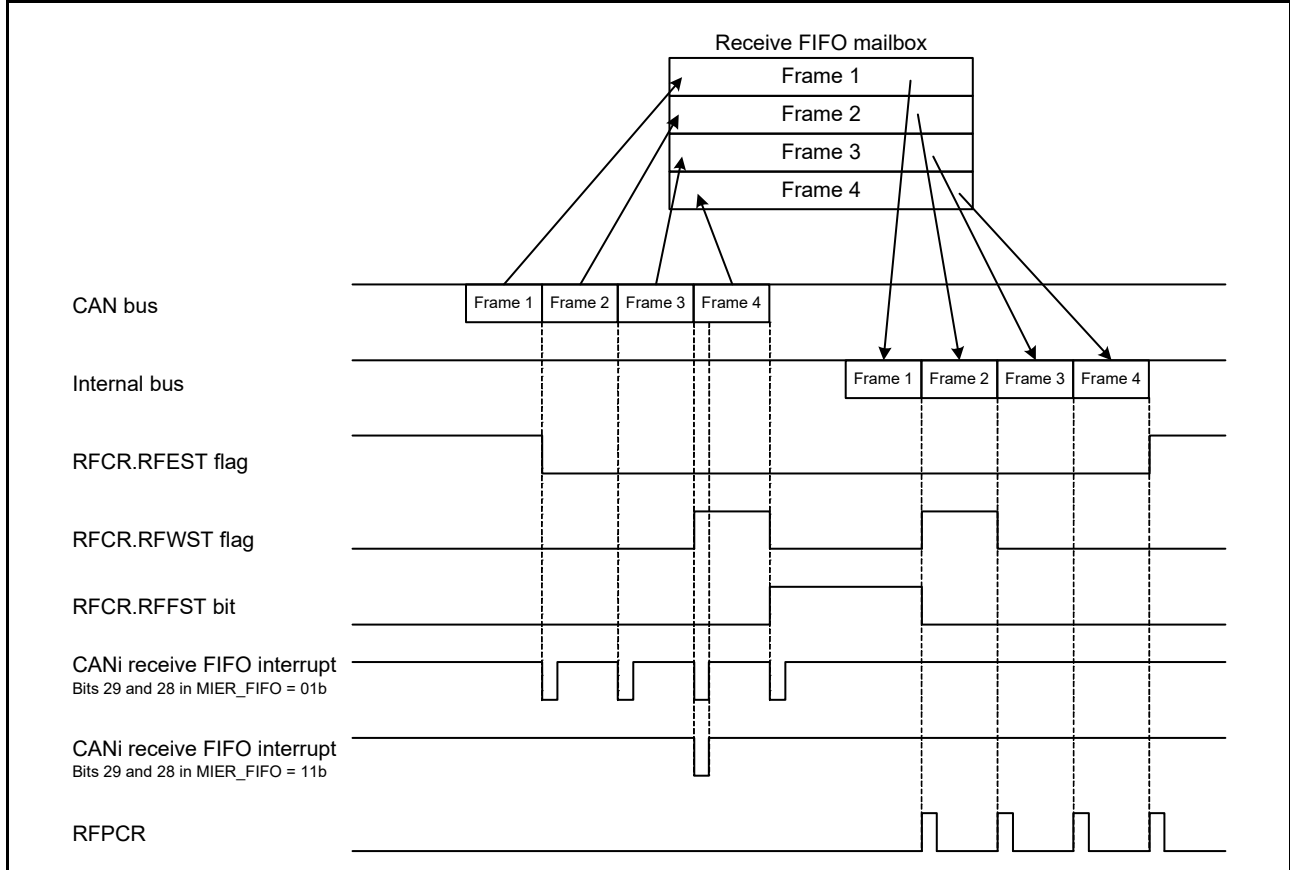 Receive FIFO mailbox
Frame 1
Frame 2
Frame 3
Frame 4
CAN bus
Frame 1
Frame 2
Frame 3
Frame 4
Internal bus
Frame 1
Frame 2
Frame 3
Frame 4
RFCR.RFEST flag
RFCR.RFWST flag
RFCR.RFFST bit
CANi receive FIFO interrupt
Bits 29 and 28 in MIER_FIFO = 01b
CANi receive FIFO interrupt
Bits 29 and 28 in MIER_FIFO = 11b
RFPCR